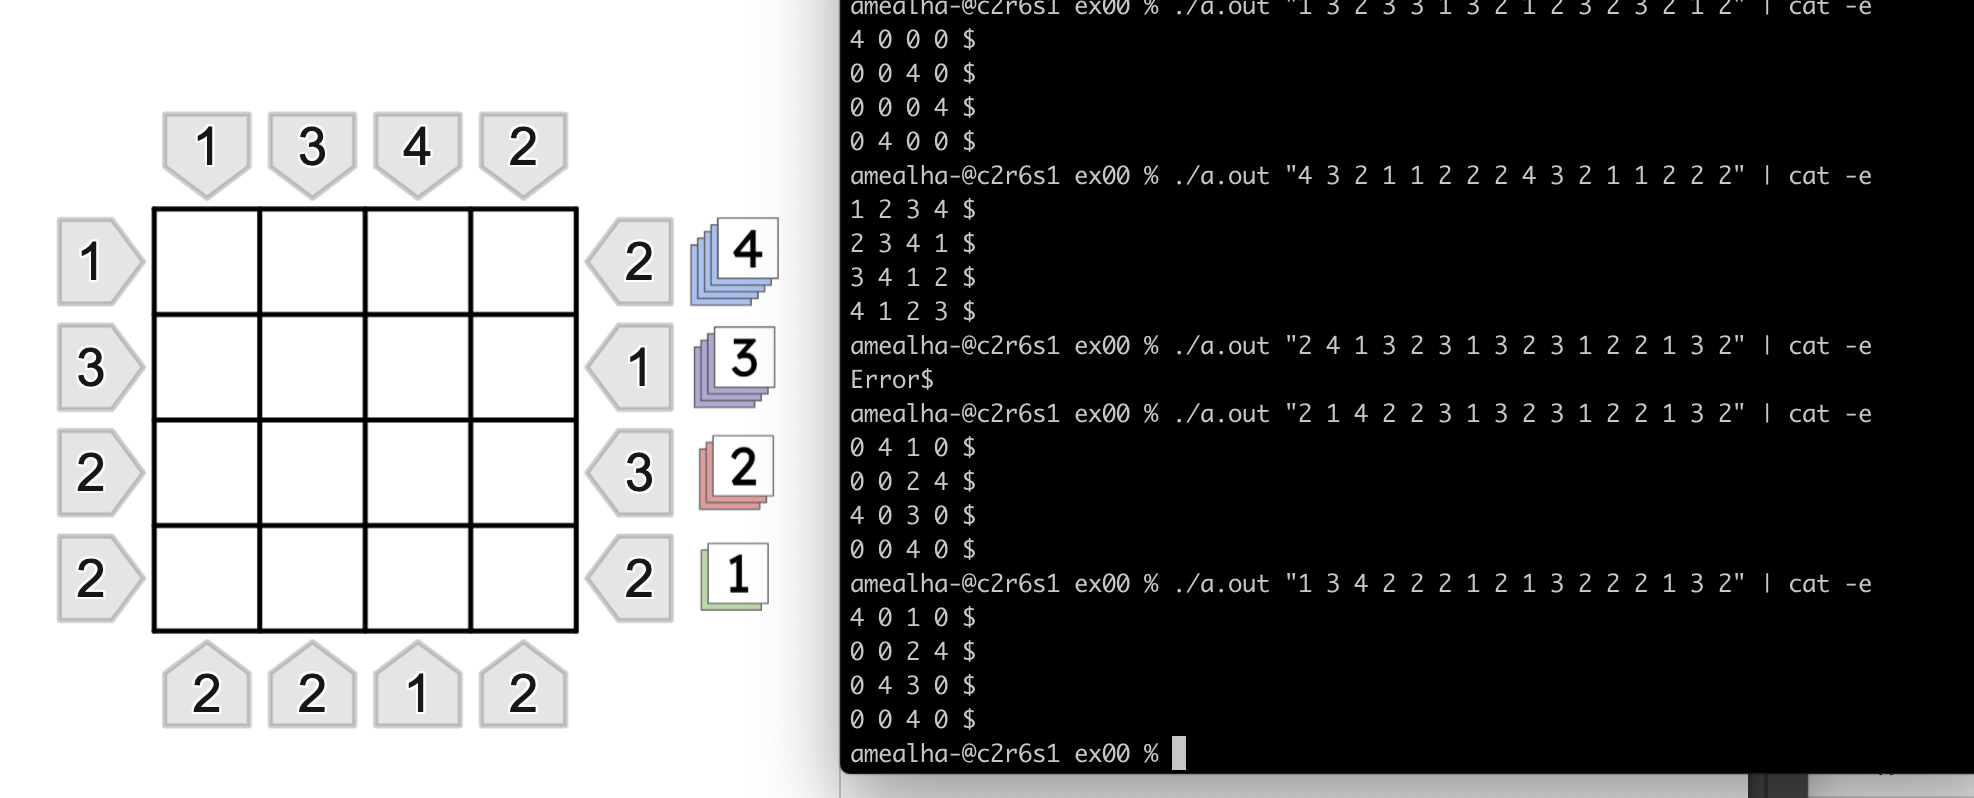 1 3 4 2
1 2 4
3 1 3
2 3 2
2 2 1
2 2 1 2
amealha-@c2r6s1 ex00 % ./a.out "1 3 2 3 3 1 3 2 1 2 3 2 3 2 1 2" | cat -e
4 0 0 0 $
0 0 4 0 $
0 0 0 4 $
0 4 0 0 $
amealha-@c2r6s1 ex00 % ./a.out "4 3 2 1 1 2 2 2 4 3 2 1 1 2 2 2" | cat -e
1 2 3 4 $
2 3 4 1 $
3 4 1 2 $
4 1 2 3 $
amealha-@c2r6s1 ex00 % ./a.out "2 4 1 3 2 3 1 3 2 3 1 2 2 1 3 2" | cat -e
Error$
amealha-@c2r6s1 ex00 % ./a.out "2 1 4 2 2 3 1 3 2 3 1 2 2 1 3 2" | cat -e
0 4 1 0 $
0 0 2 4 $
4 0 3 0 $
0 0 4 0 $
amealha-@c2r6s1 ex00 % ./a.out "1 3 4 2 2 2 1 2 1 3 2 2 2 1 3 2" | cat -e
4 0 1 0 $
0 0 2 4 $
0 4 3 0 $
0 0 4 0 $
amealha-@c2r6s1 ex00 %